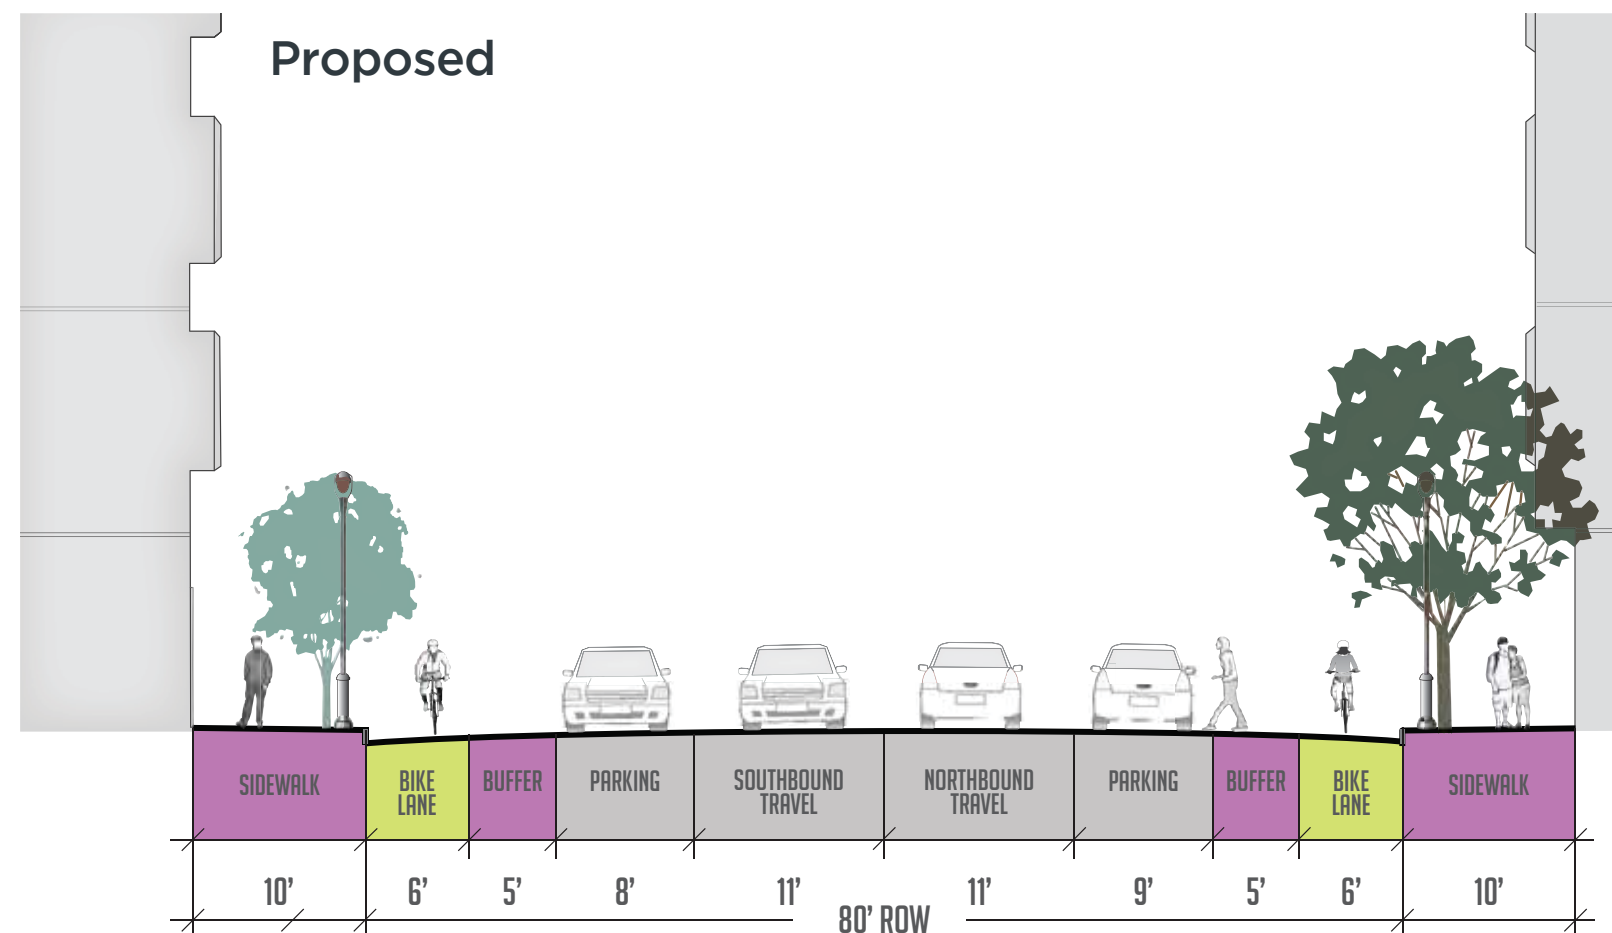 Proposed
SIDEWALK
BIKE
LANE
BUFFER
PARKING
SOUTHBOUND
TRAVEL
NORTHBOUND
TRAVEL
PARKING
BUFFER
BIKE
LANE
SIDEWALK
10’ 6’ 5’ 8’ 11’ 11’ 9’ 5’ 6’ 10’
80’ ROW